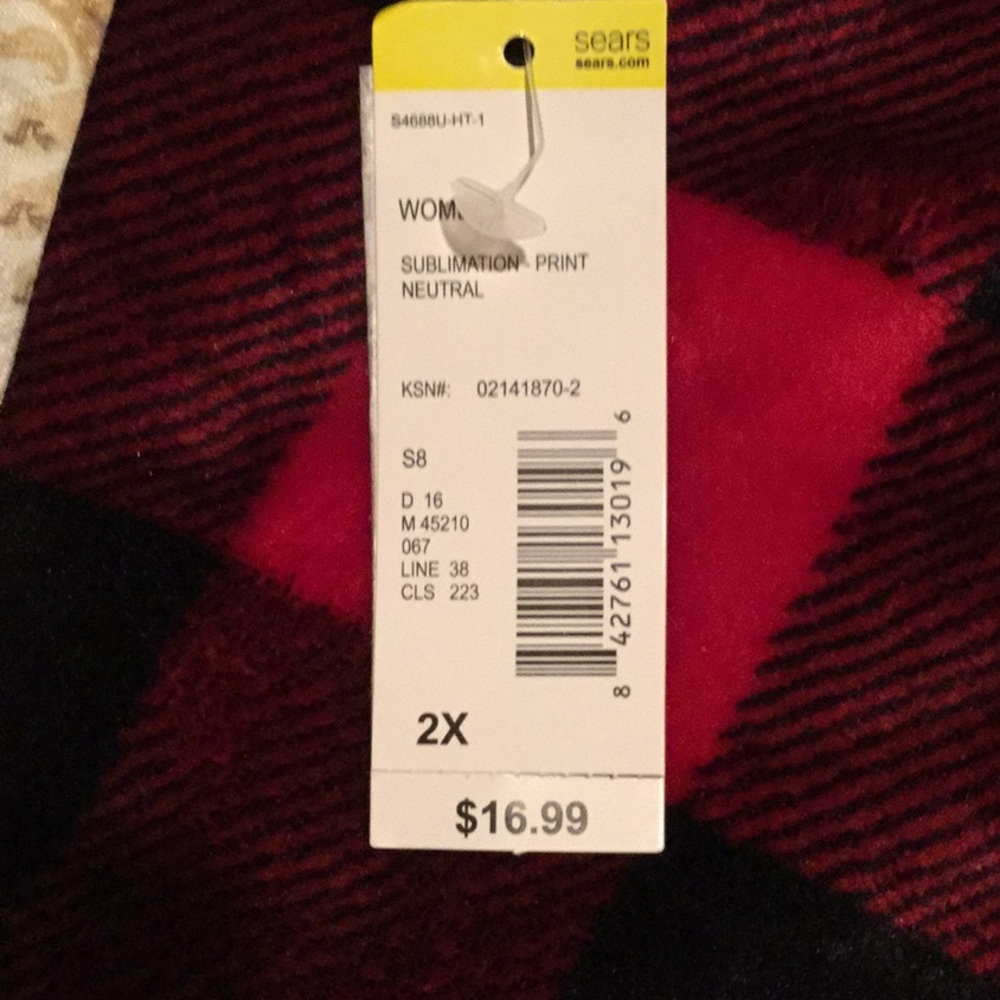 sears
sears.com
S4688U-HT-1
SUBLIMATION - PRINT
NEUTRAL
KSN#: 02141870-2
S8
D 16
M 45210
067
LINE 38
CLS 223
8 42761 13019 6
2X
$16.99